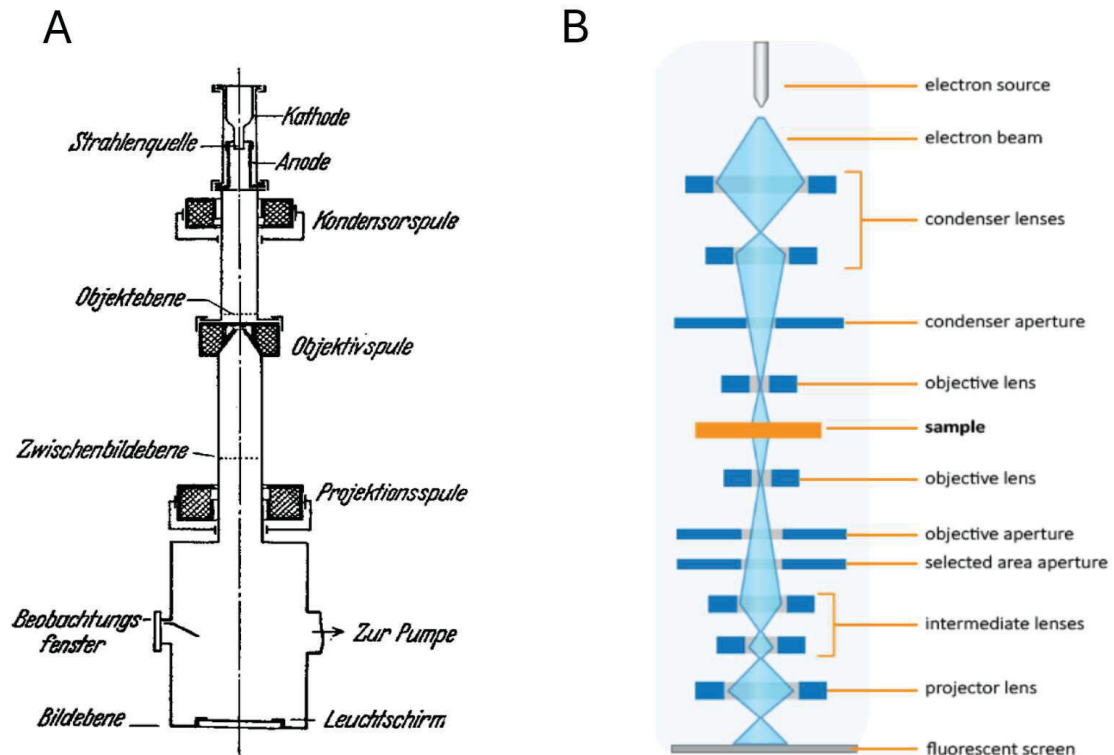 A
Kathode
Strahlenquelle
Anode
Kondensorspule
Objektebene
Objektivspule
Zwischenbildebene
Projektionsspule
Beobachtungs-
fenster
Zur Pumpe
Bildebene
Leuchtschirm
B
electron source
electron beam
condenser lenses
condenser aperture
objective lens
sample
objective lens
objective aperture
selected area aperture
intermediate lenses
projector lens
fluorescent screen